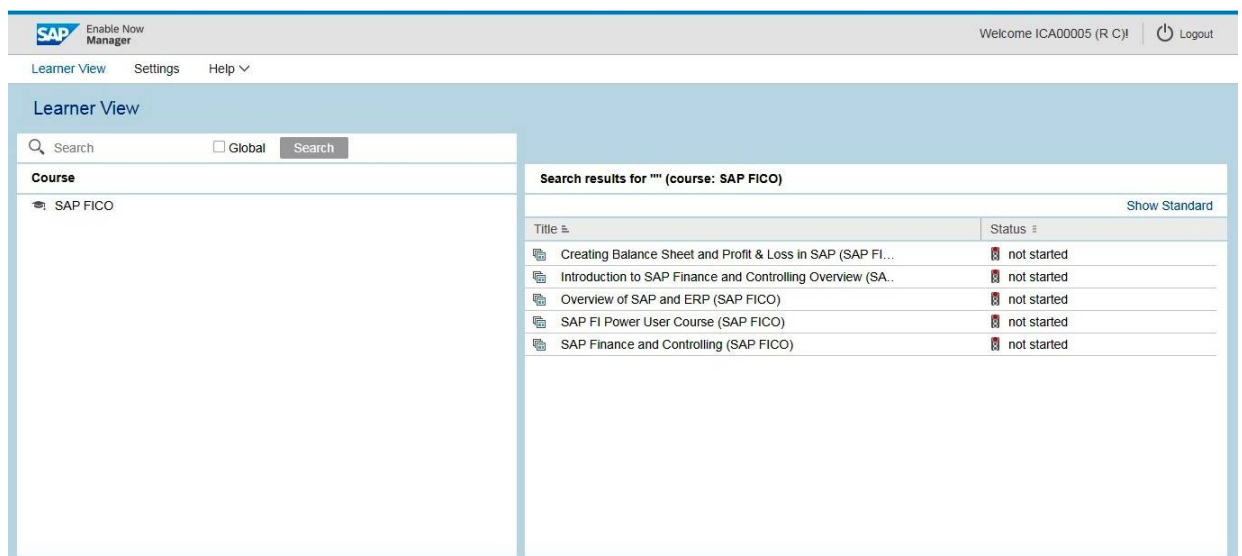 SAP Enable Now Manager
Welcome ICA00005 (R C)!
Logout
Learner View Settings Help
Learner View
Search Global Search
Course
SAP FICO
Search results for "" (course: SAP FICO)
Show Standard
Title Status
Creating Balance Sheet and Profit & Loss in SAP (SAP FI... not started
Introduction to SAP Finance and Controlling Overview (SA.. not started
Overview of SAP and ERP (SAP FICO) not started
SAP FI Power User Course (SAP FICO) not started
SAP Finance and Controlling (SAP FICO) not started